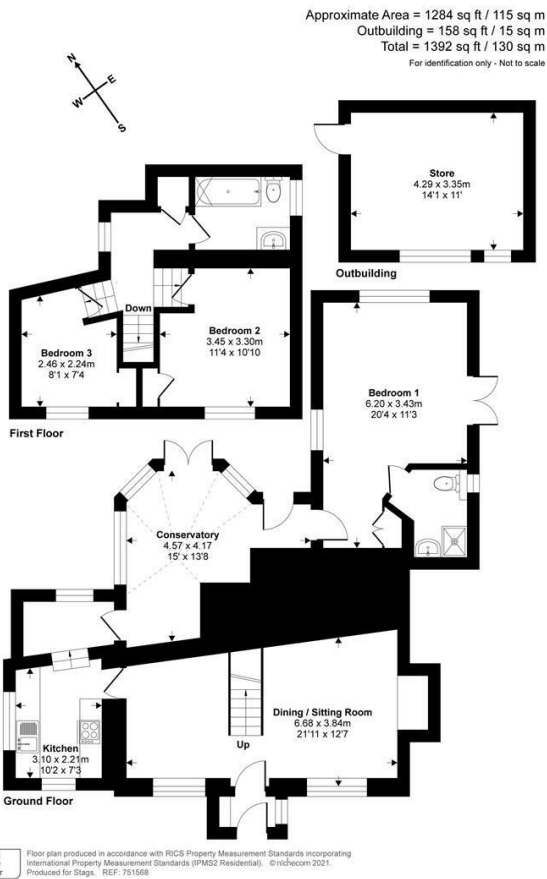 Approximate Area = 1284 sq ft / 115 sq m
Outbuilding = 158 sq ft / 15 sq m
Total = 1392 sq ft / 130 sq m
For identification only - Not to scale
N
E
W
S
Store
4.29 x 3.35m
14'1 x 11'
Outbuilding
Down
Bedroom 2
3.45 x 3.30m
11'4 x 10'10
Bedroom 3
2.46 x 2.24m
8'1 x 7'4
First Floor
Bedroom 1
6.20 x 3.43m
20'4 x 11'3
Conservatory
4.57 x 4.17
15' x 13'8
Dining / Sitting Room
6.68 x 3.84m
21'11 x 12'7
Up
Kitchen
3.10 x 2.21m
10'2 x 7'3
Ground Floor
Floor plan produced in accordance with RICS Property Measurement Standards incorporating
International Property Measurement Standards (IPMS2 Residential). ©nichecom 2021.
Produced for Stags. REF: 751568